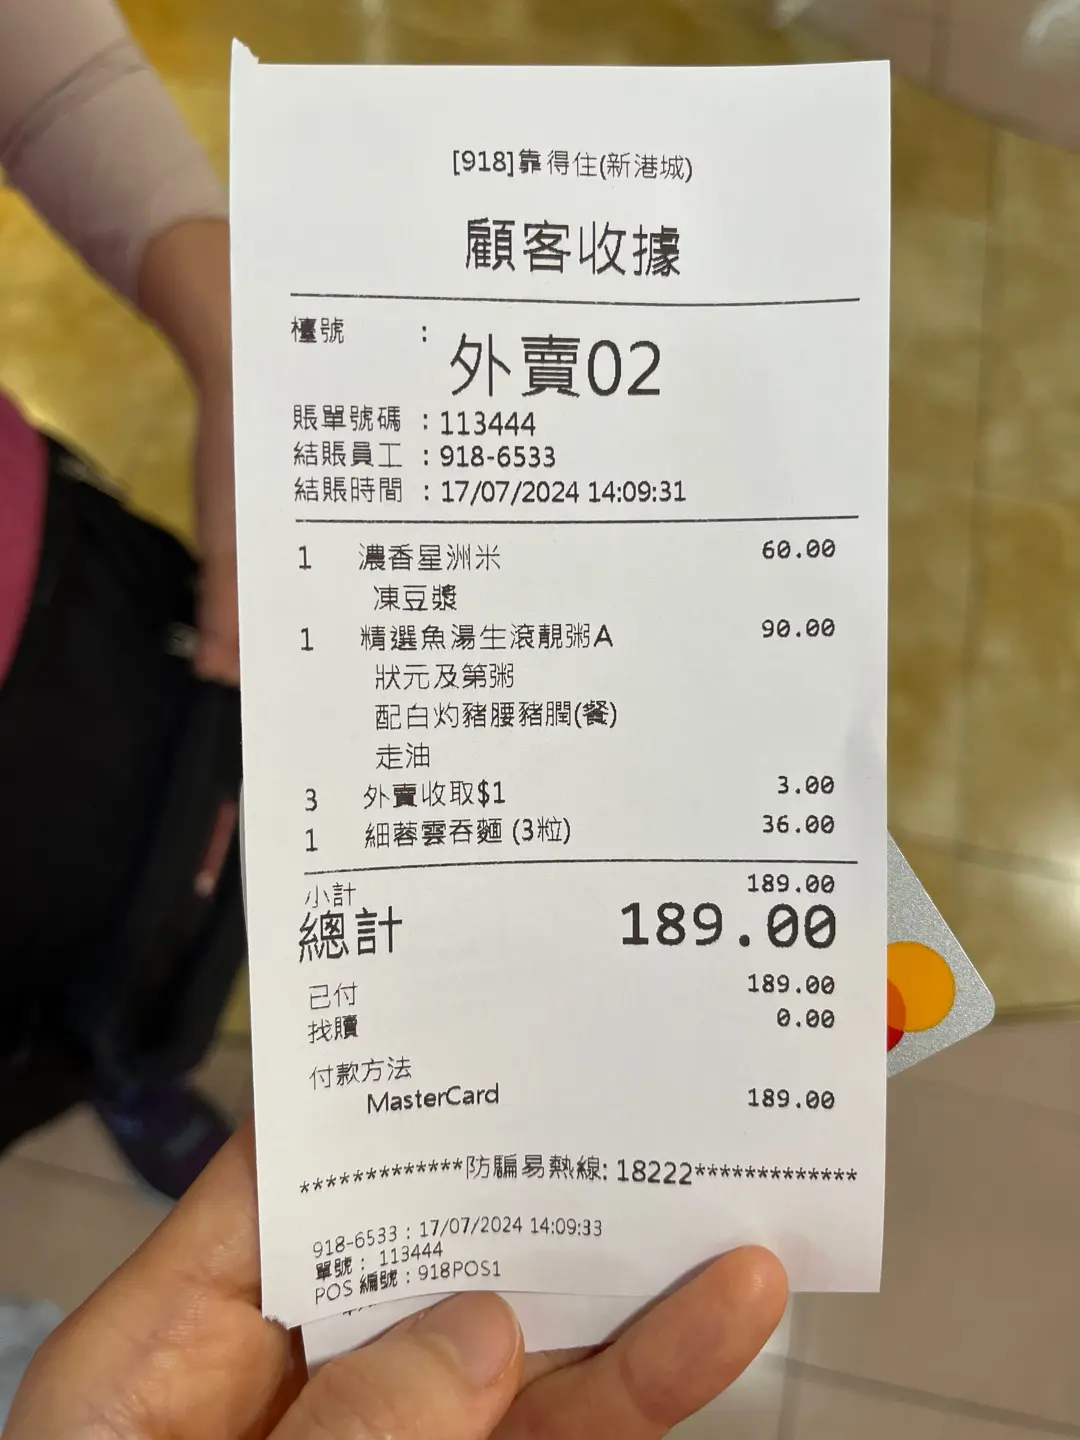 [918]靠得住(新港城)
顧客收據
檯號 :
外賣02
賬單號碼 : 113444
結賬員工 : 918-6533
結賬時間 : 17/07/2024 14:09:31
1 濃香星洲米 60.00
凍豆漿
1 精選魚湯生滾靚粥A 90.00
狀元及第粥
配白灼豬腰豬膶(餐)
走油
3 外賣收取$1 3.00
1 細蓉雲吞麵 (3粒) 36.00
小計 189.00
總計 189.00
已付 189.00
找贖 0.00
付款方法
MasterCard 189.00
*************防騙易熱線: 18222*************
918-6533 : 17/07/2024 14:09:33
單號 : 113444
POS 編號 : 918POS1